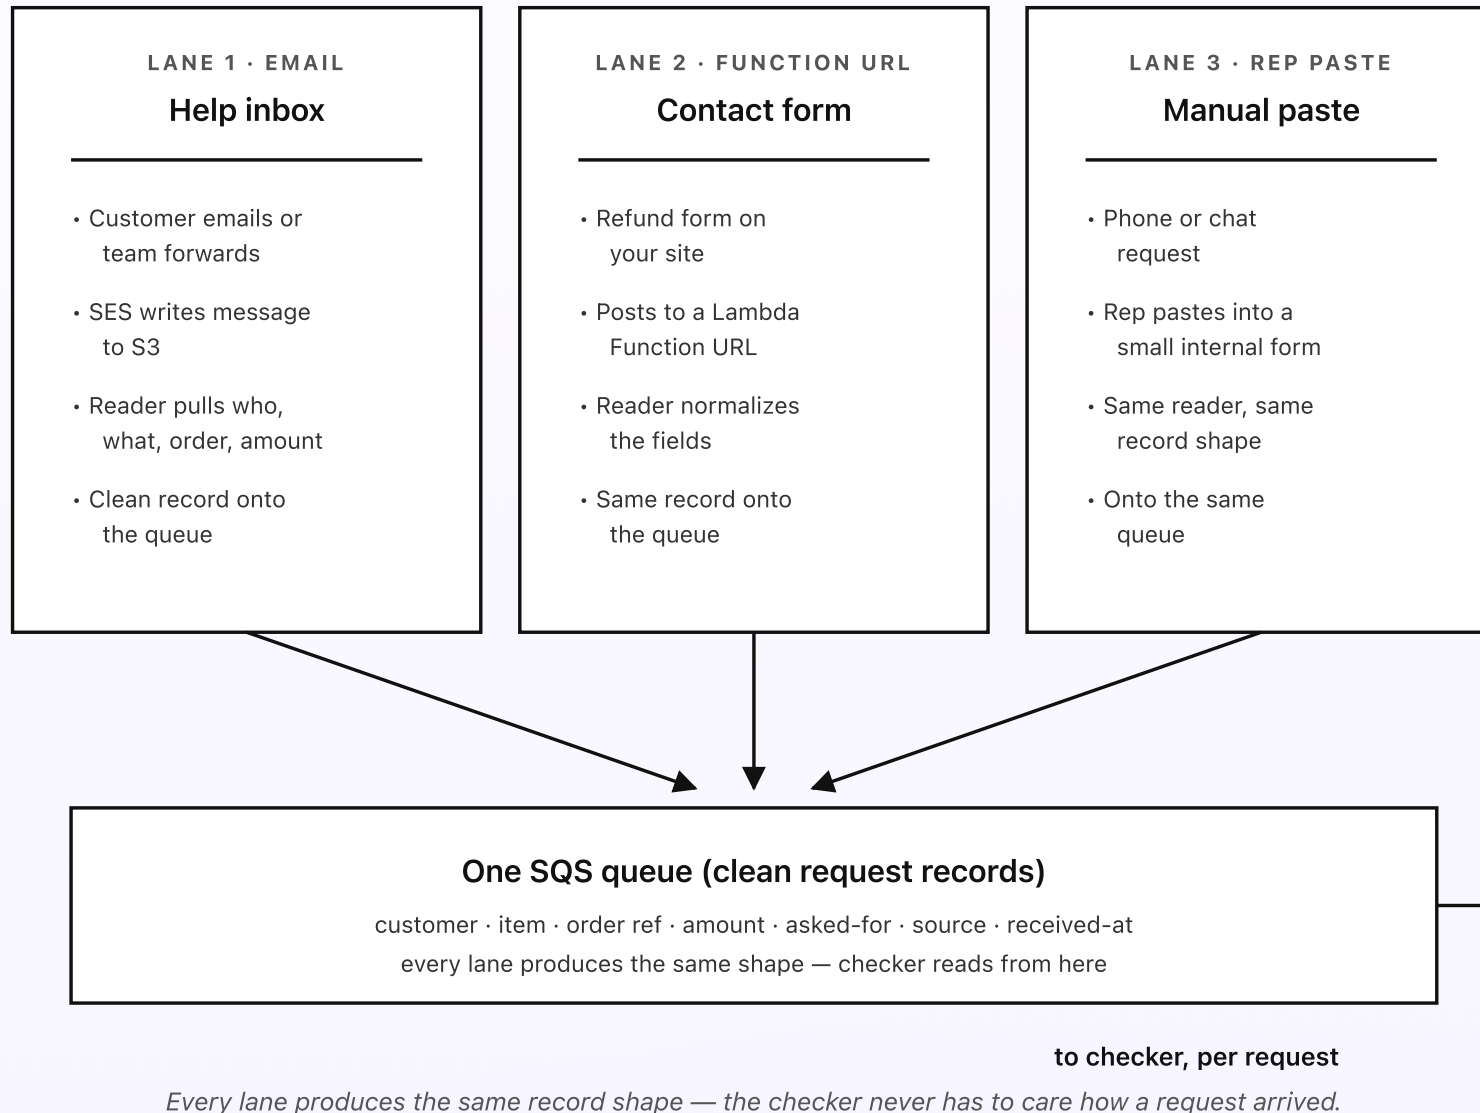 LANE 1 · EMAIL
Help inbox
• Customer emails or
team forwards
• SES writes message
to S3
• Reader pulls who,
what, order, amount
• Clean record onto
the queue
LANE 2 · FUNCTION URL
Contact form
• Refund form on
your site
• Posts to a Lambda
Function URL
• Reader normalizes
the fields
• Same record onto
the queue
LANE 3 · REP PASTE
Manual paste
• Phone or chat
request
• Rep pastes into a
small internal form
• Same reader, same
record shape
• Onto the same
queue
One SQS queue (clean request records)
customer · item · order ref · amount · asked-for · source · received-at
every lane produces the same shape — checker reads from here
to checker, per request
Every lane produces the same record shape — the checker never has to care how a request arrived.